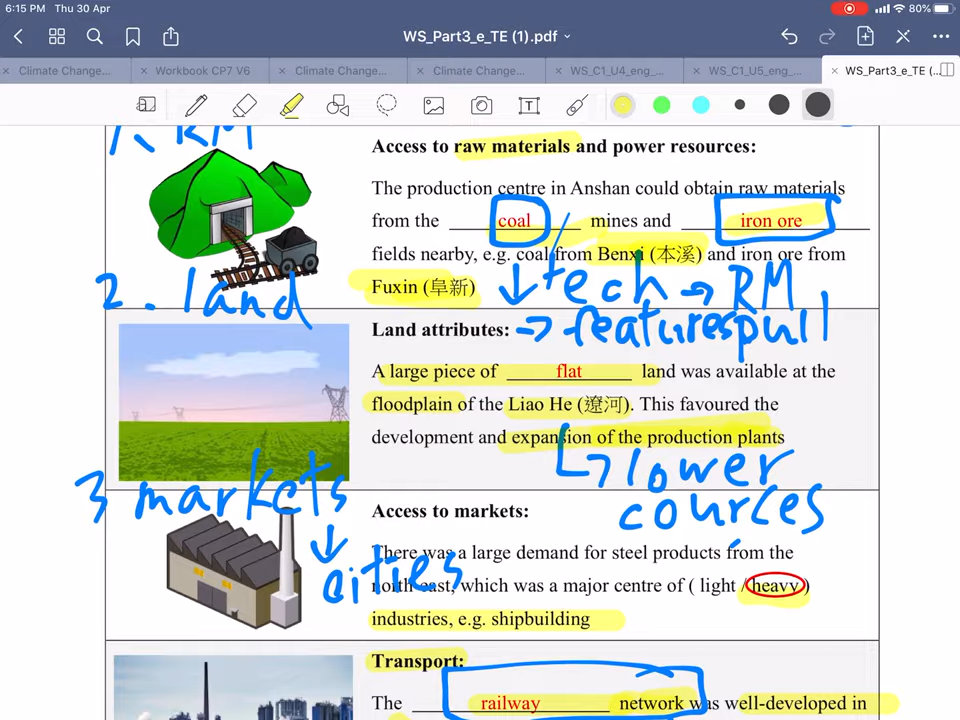 6:15 PM Thu 30 Apr
80%
WS_Part3_e_TE (1).pdf
Climate Change...
Workbook CP7 V6
Climate Change...
Climate Change...
WS_C1_U4_eng_...
WS_C1_U5_eng_...
WS_Part3_e_TE (...
RM
Access to raw materials and power resources:
The production centre in Anshan could obtain raw materials
from the coal mines and iron ore
fields nearby, e.g. coal from Benxi (本溪) and iron ore from
Fuxin (阜新)
↓ tech → RM
2. land
Land attributes: → features pull
A large piece of flat land was available at the
floodplain of the Liao He (遼河). This favoured the
development and expansion of the production plants
↳ lower
cources
3 markets
↓
cities
Access to markets:
There was a large demand for steel products from the
north east, which was a major centre of ( light / heavy )
industries, e.g. shipbuilding
Transport:
The railway network was well-developed in